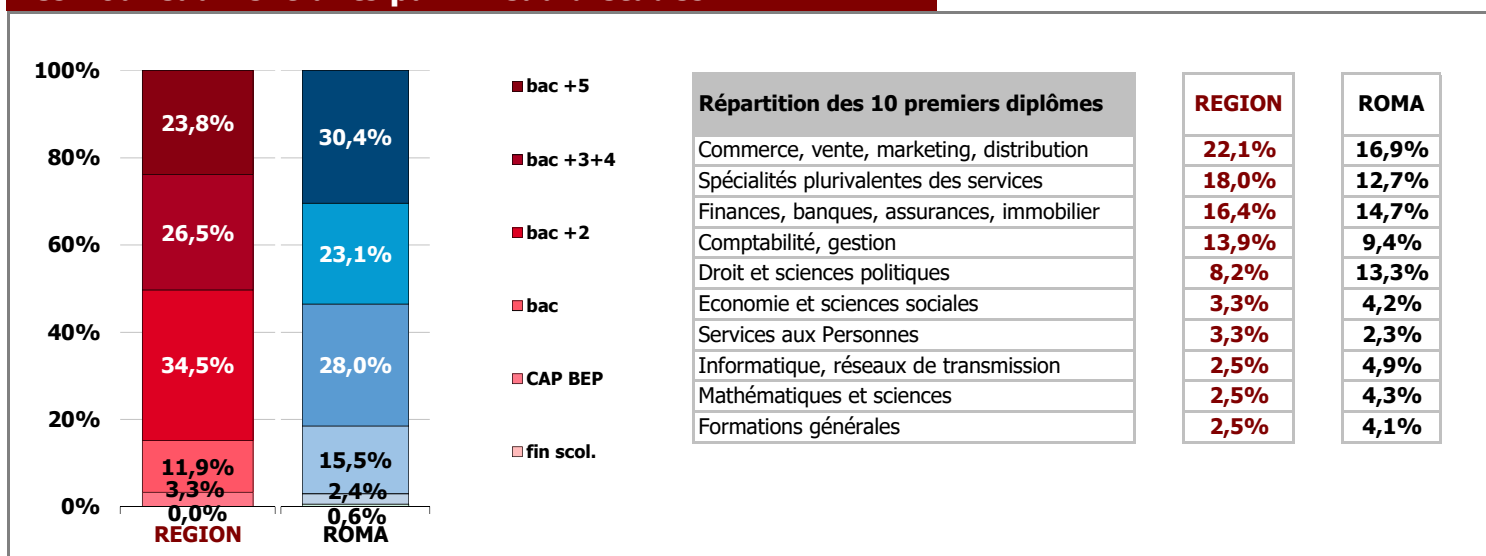 100%
80%
60%
40%
20%
0%
23,8%
26,5%
34,5%
11,9%
3,3%
0,0%
REGION
30,4%
23,1%
28,0%
15,5%
2,4%
0,6%
ROMA
bac +5
bac +3+4
bac +2
bac
CAP BEP
fin scol.
Répartition des 10 premiers diplômes REGION ROMA
Commerce, vente, marketing, distribution 22,1% 16,9%
Spécialités plurivalentes des services 18,0% 12,7%
Finances, banques, assurances, immobilier 16,4% 14,7%
Comptabilité, gestion 13,9% 9,4%
Droit et sciences politiques 8,2% 13,3%
Economie et sciences sociales 3,3% 4,2%
Services aux Personnes 3,3% 2,3%
Informatique, réseaux de transmission 2,5% 4,9%
Mathématiques et sciences 2,5% 4,3%
Formations générales 2,5% 4,1%